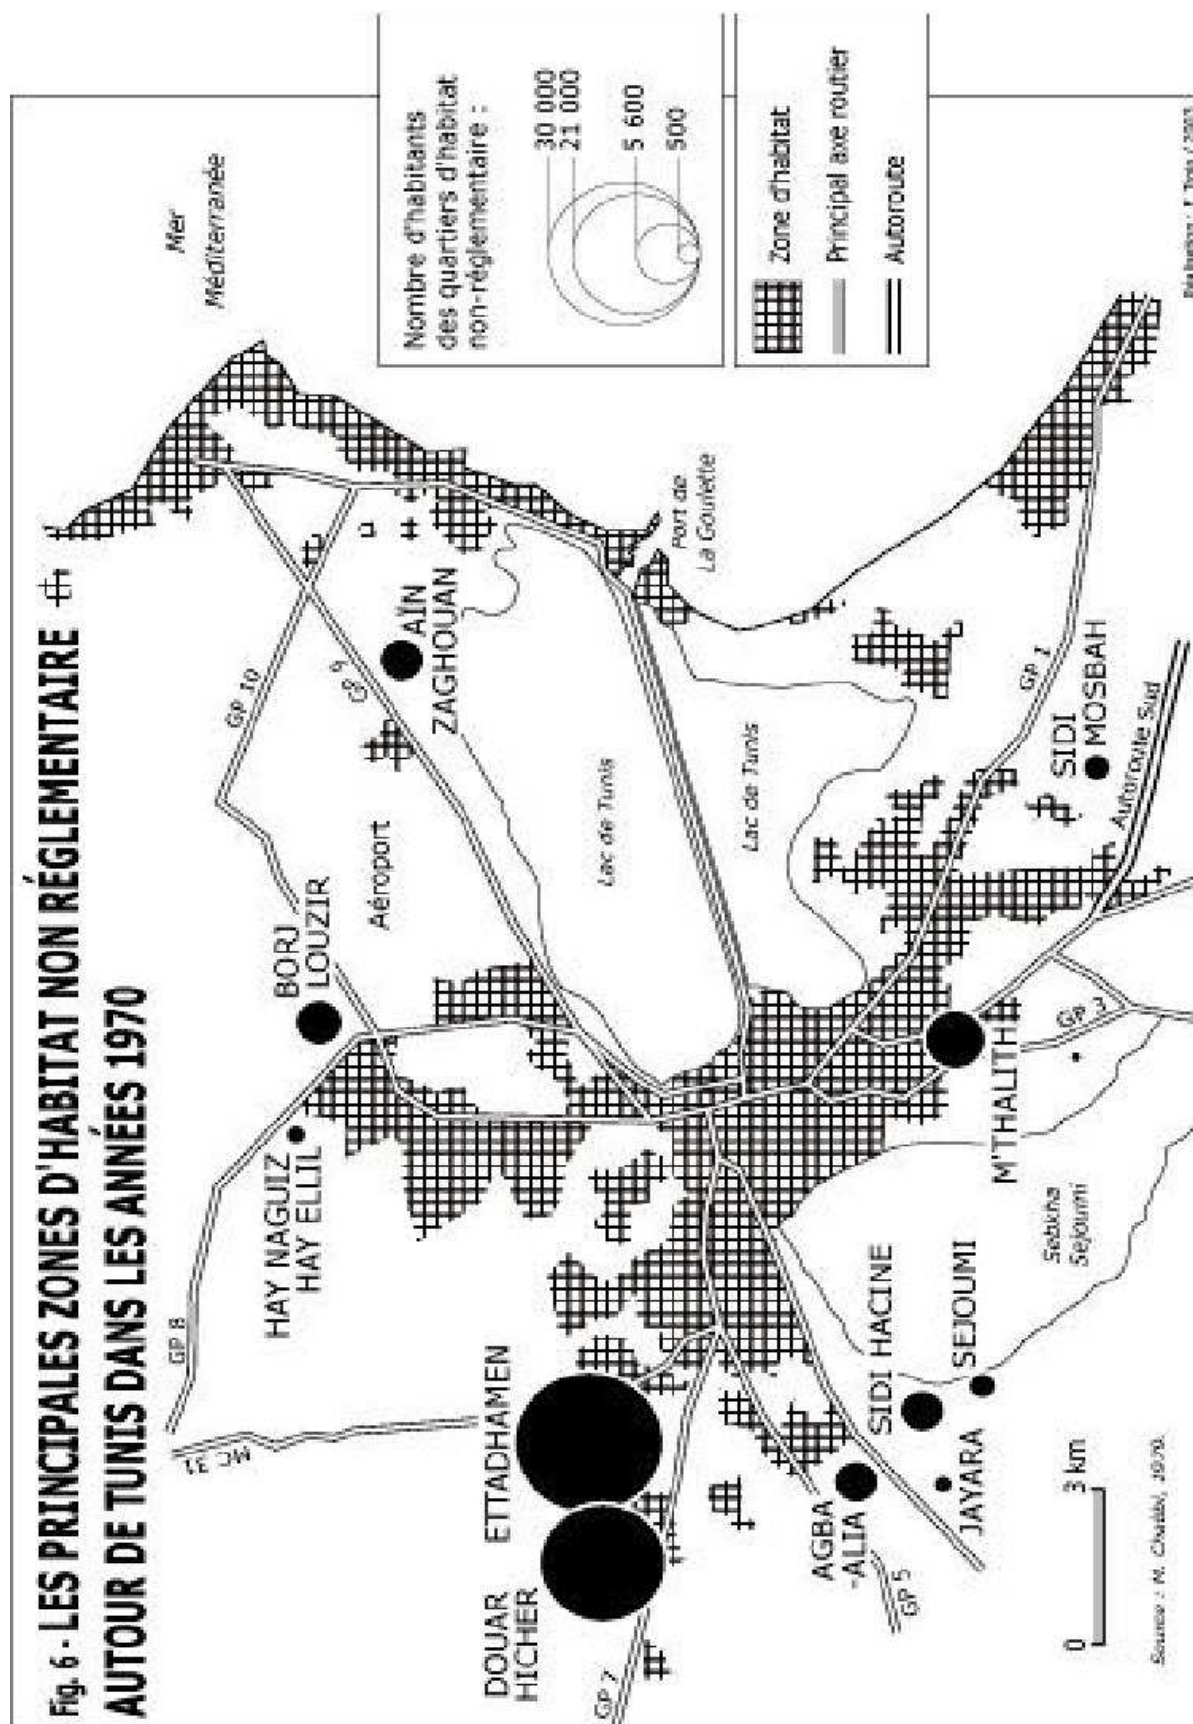 Fig. 6 - LES PRINCIPALES ZONES D'HABITAT NON RÉGLEMENTAIRE
AUTOUR DE TUNIS DANS LES ANNÉES 1970
Mer
Méditerranée
GP 8
MC 31
GP 10
HAY NAGUIZ
HAY ELLIL
BORJ
LOUZIR
Aéroport
AÏN
ZAGHOUAN
ETTADHAMEN
DOUAR
HICHER
GP 7
Lac de Tunis
Lac de Tunis
Port de
La Goulette
AGBA
-ALIA
GP 5
SIDI HACINE
SEJOUMI
JAYARA
Sebkha
Sejoumi
M'THALITH
GP 3
GP 1
SIDI
MOSBAH
Autoroute Sud
0 3 km
Source : M. Chabbi, 1979.
Nombre d'habitants
des quartiers d'habitat
non-réglementaire :
30 000
21 000
5 600
500
Zone d'habitat
Principal axe routier
Autoroute